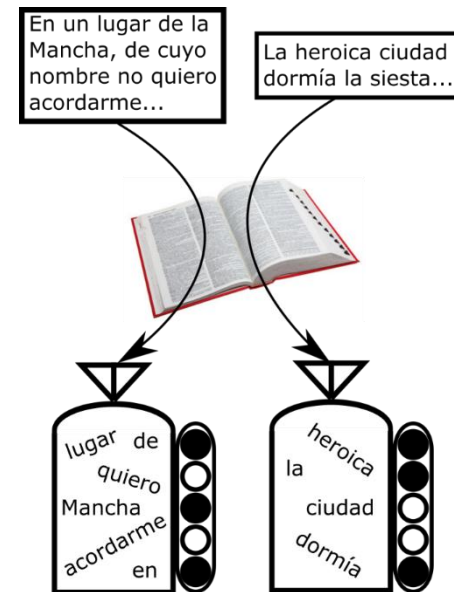 En un lugar de la
Mancha, de cuyo
nombre no quiero
acordarme...
La heroica ciudad
dormía la siesta...
lugar de
quiero
Mancha
acordarme
en
heroica
la
ciudad
dormía